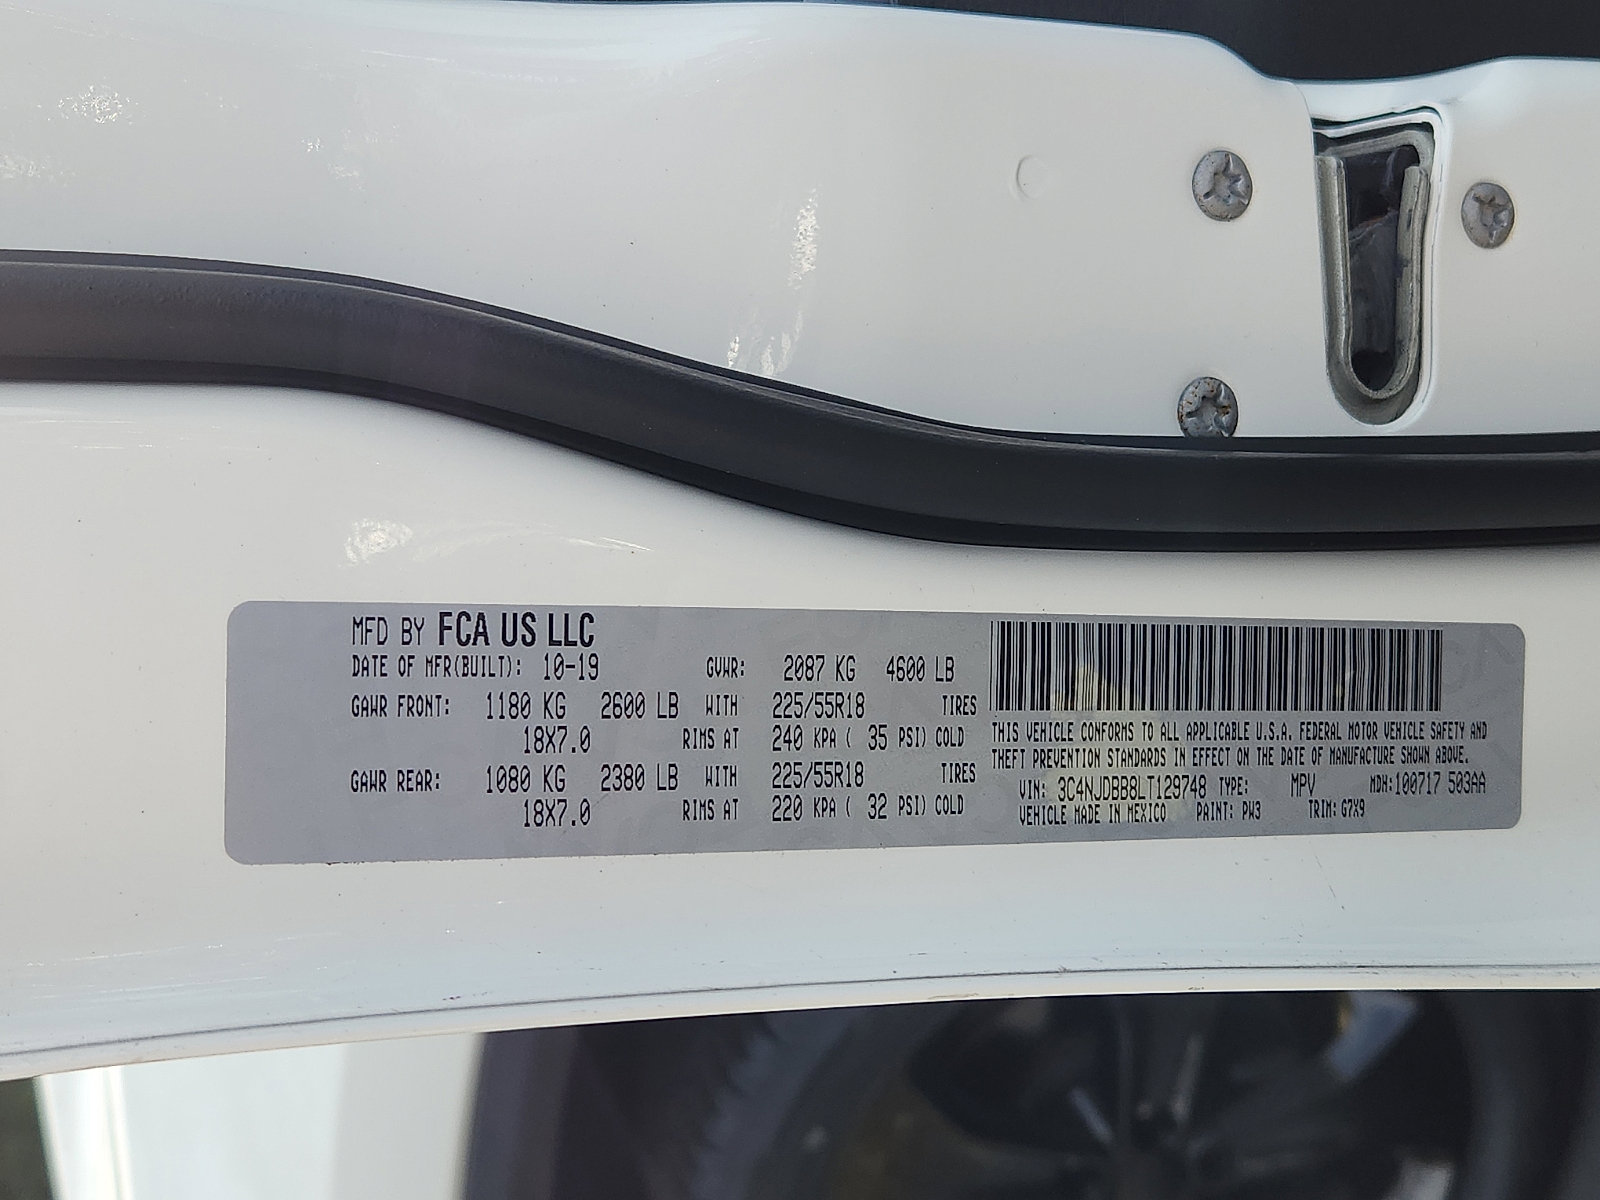 MFD BY FCA US LLC
DATE OF MFR(BUILT): 10-19 GVWR: 2087 KG 4600 LB
GAWR FRONT: 1180 KG 2600 LB WITH 225/55R18 TIRES
18X7.0 RIMS AT 240 KPA ( 35 PSI) COLD
GAWR REAR: 1080 KG 2380 LB WITH 225/55R18 TIRES
18X7.0 RIMS AT 220 KPA ( 32 PSI) COLD
THIS VEHICLE CONFORMS TO ALL APPLICABLE U.S.A. FEDERAL MOTOR VEHICLE SAFETY AND
THEFT PREVENTION STANDARDS IN EFFECT ON THE DATE OF MANUFACTURE SHOWN ABOVE.
VIN: 3C4NJDBB8LT129748 TYPE: MPV MDH:100717 503AA
VEHICLE MADE IN MEXICO PAINT: PW3 TRIM: G7X9